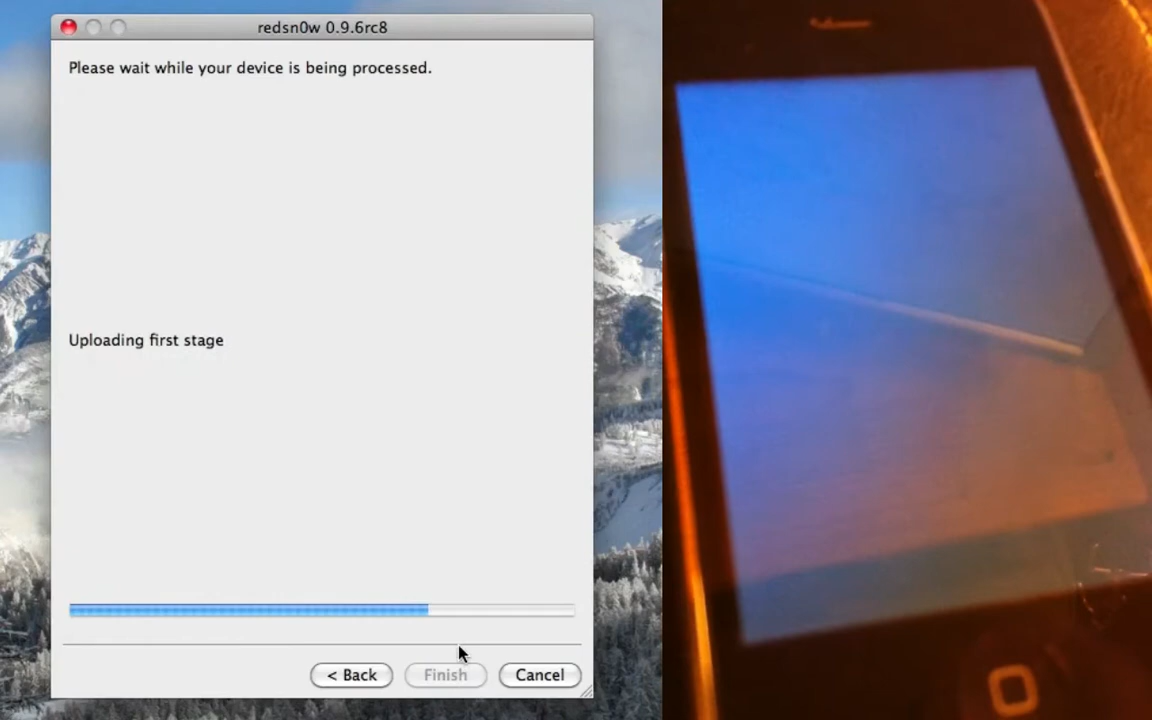 redsn0w 0.9.6rc8
Please wait while your device is being processed.
Uploading first stage
< Back
Finish
Cancel